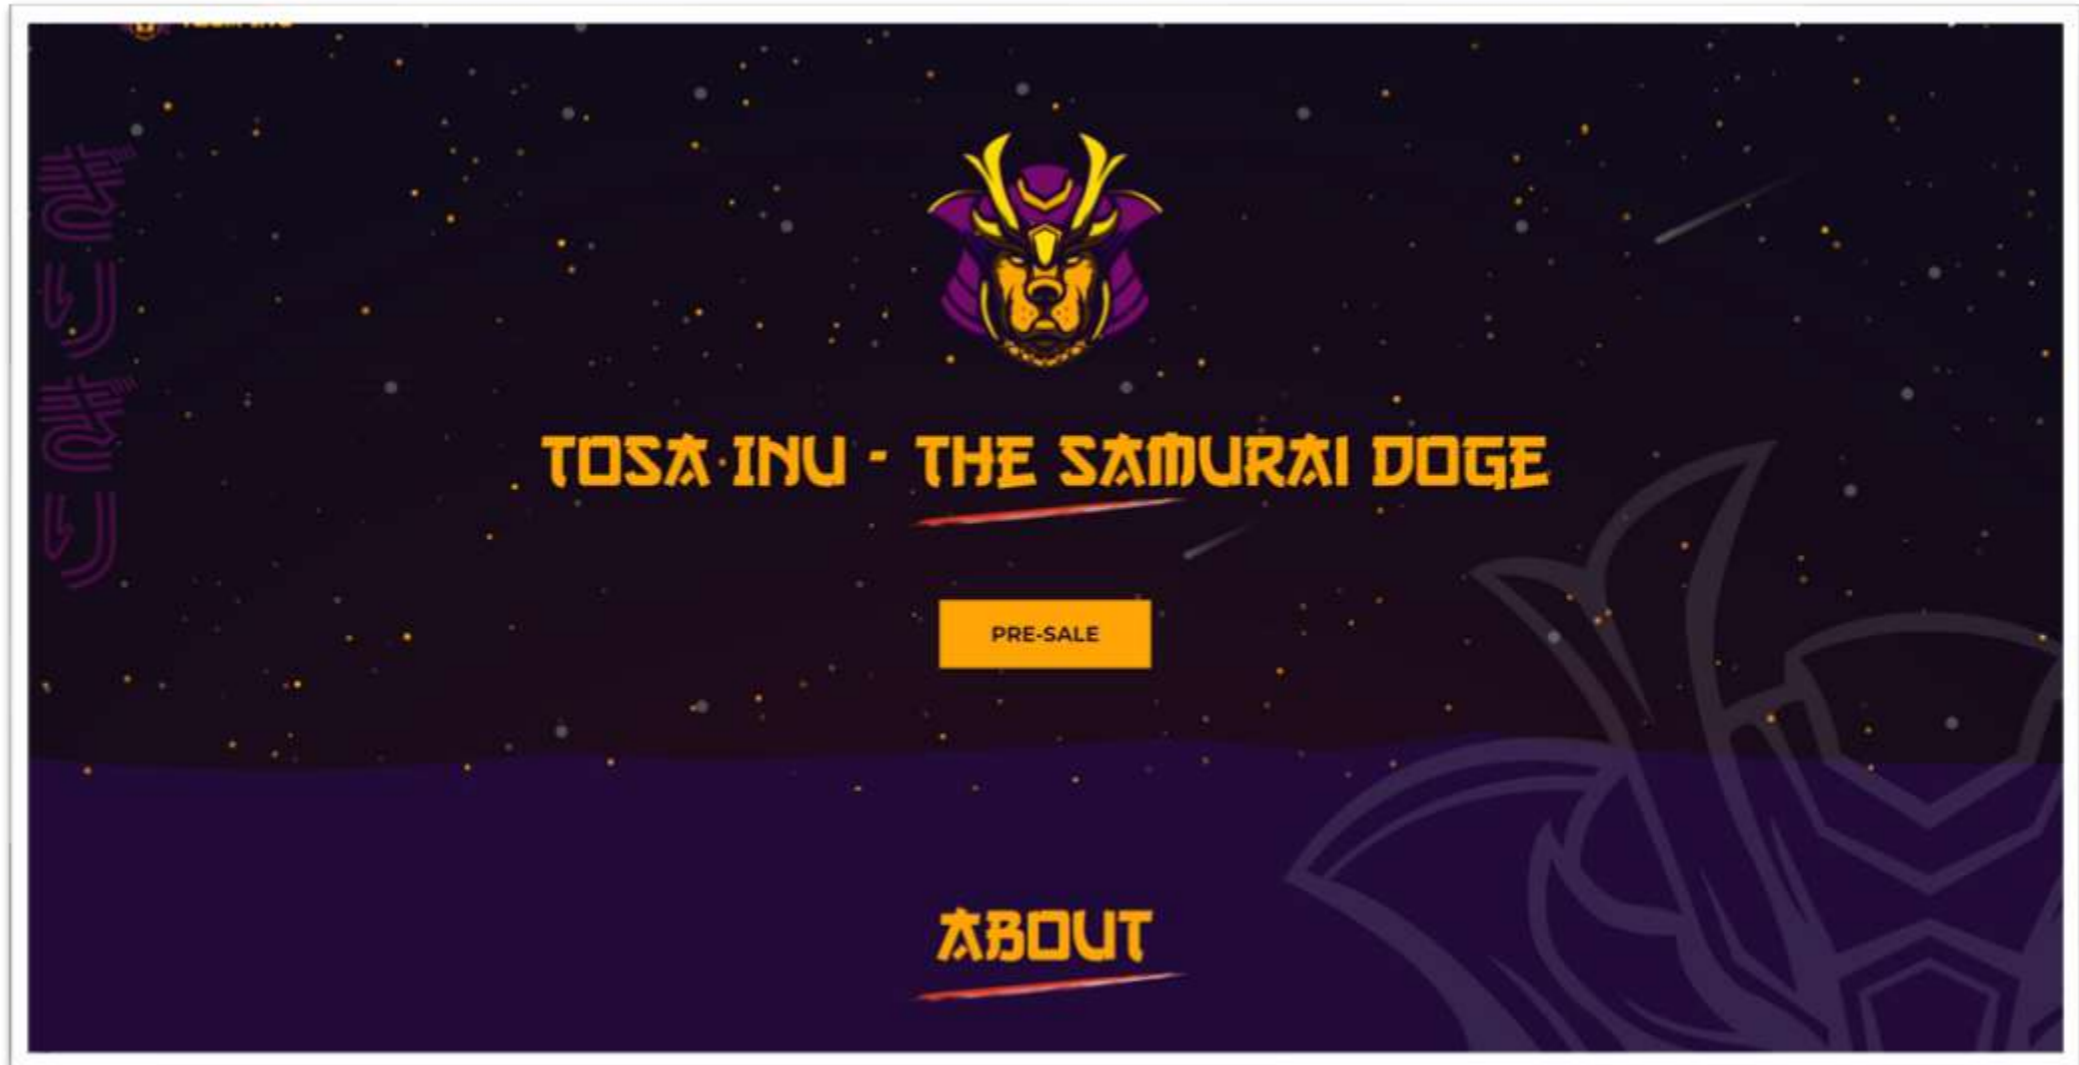 TOSA INU - THE SAMURAI DOGE
PRE-SALE
ABOUT